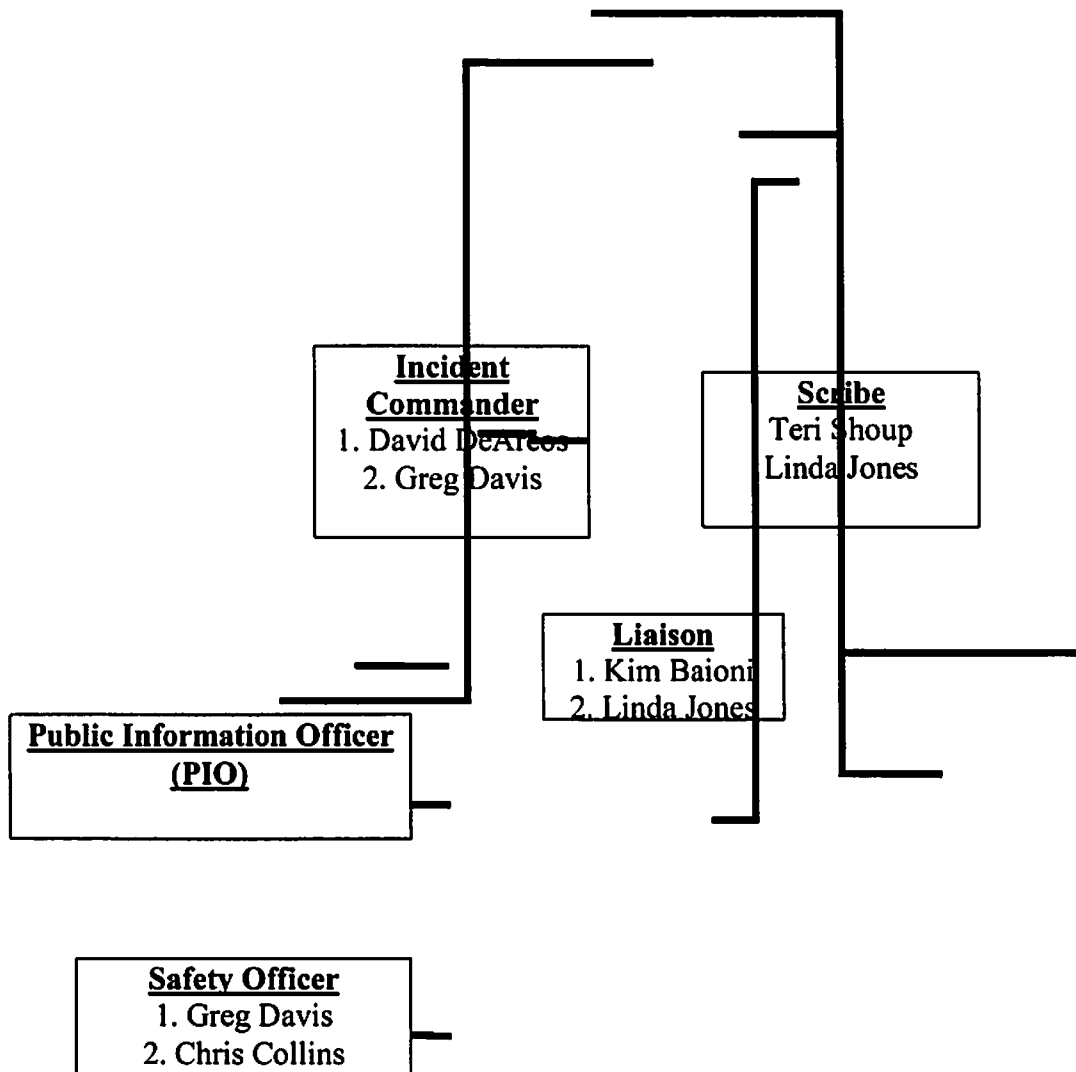 Incident
Commander
1. David DeArcos
2. Greg Davis
Scribe
Teri Shoup
Linda Jones
Liaison
1. Kim Baioni
2. Linda Jones
Public Information Officer
(PIO)
Safety Officer
1. Greg Davis
2. Chris Collins